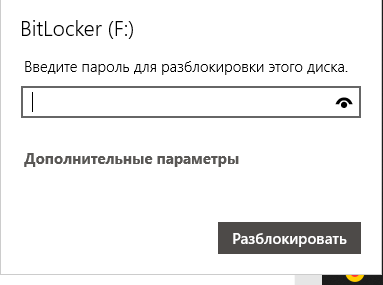 BitLocker (F:)
Введите пароль для разблокировки этого диска.
Дополнительные параметры
Разблокировать